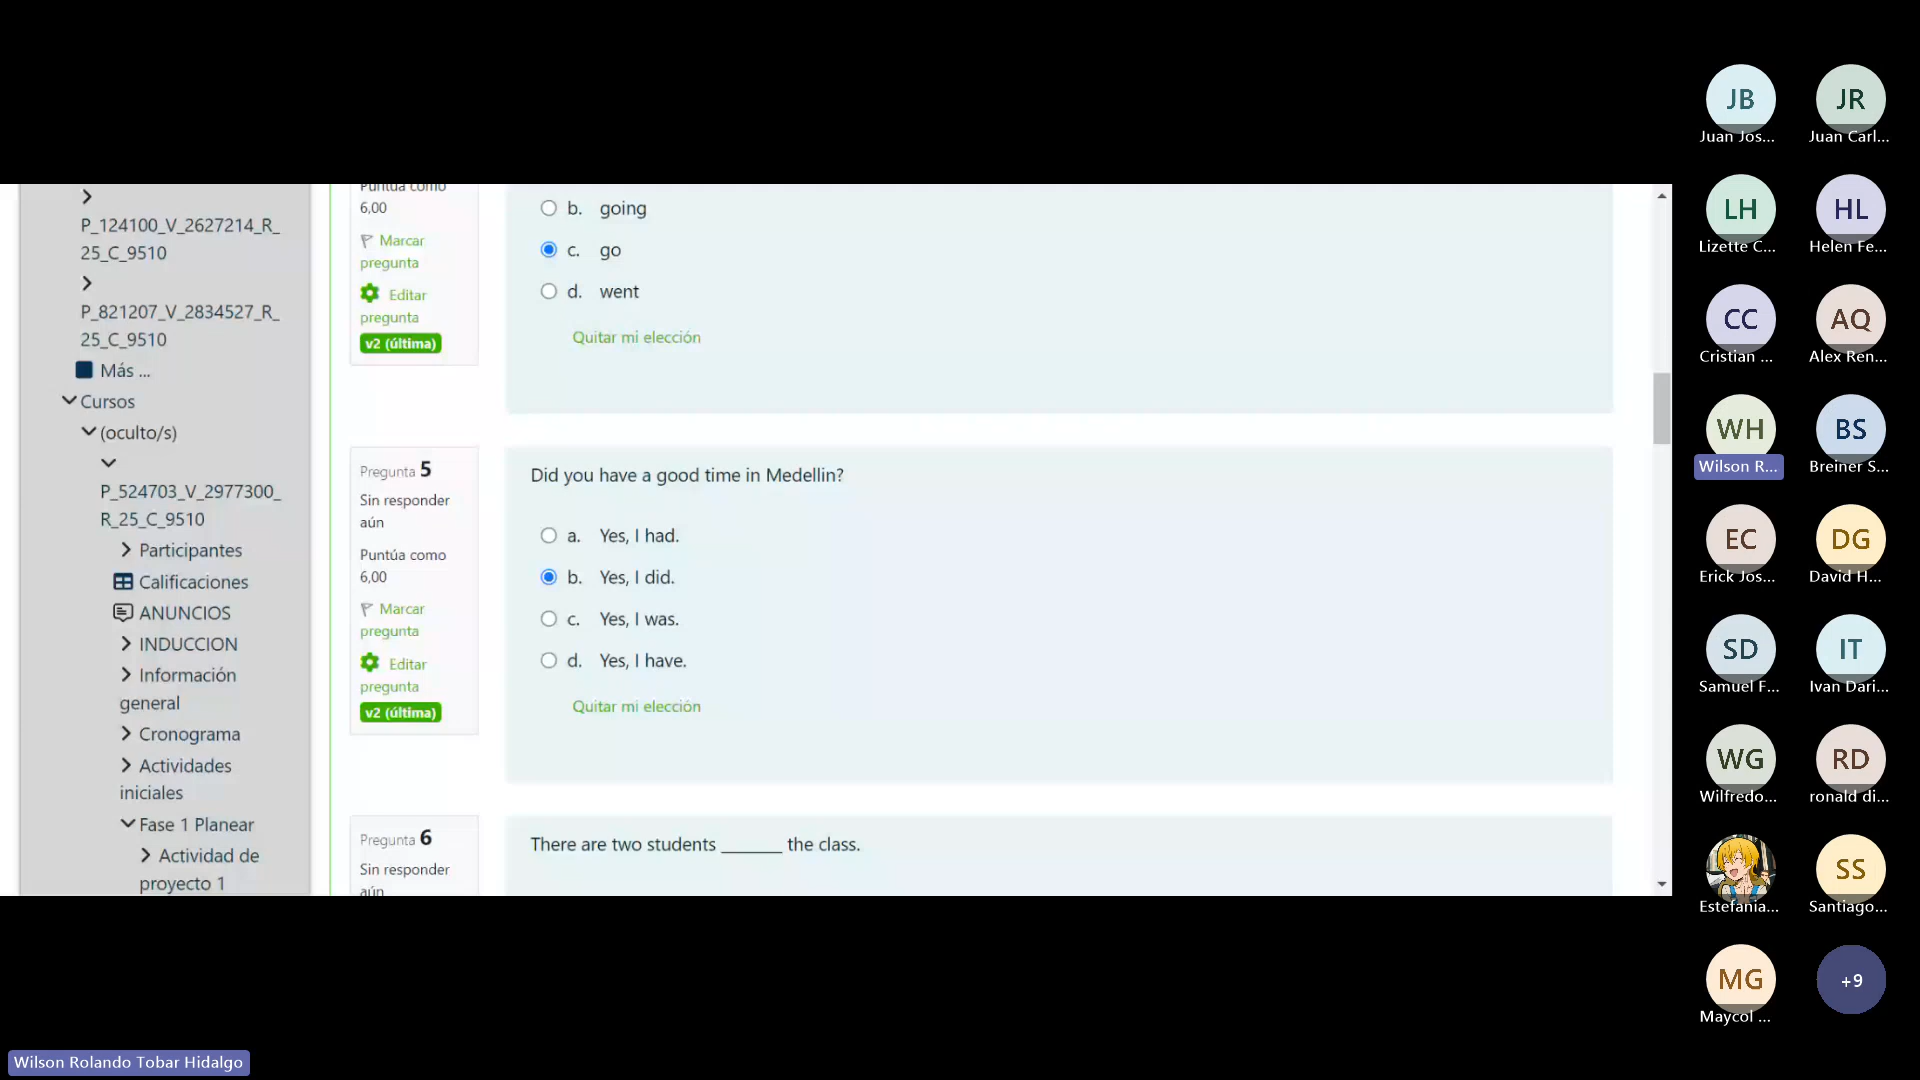 P_124100_V_2627214_R_
25_C_9510
P_821207_V_2834527_R_
25_C_9510
Más ...
Cursos
(oculto/s)
P_524703_V_2977300_
R_25_C_9510
Participantes
Calificaciones
ANUNCIOS
INDUCCION
Información
general
Cronograma
Actividades
iniciales
Fase 1 Planear
Actividad de
proyecto 1
Puntúa como
6,00
Marcar
pregunta
Editar
pregunta
v2 (última)
b. going
c. go
d. went
Quitar mi elección
Pregunta 5
Sin responder
aún
Puntúa como
6,00
Marcar
pregunta
Editar
pregunta
v2 (última)
Did you have a good time in Medellin?
a. Yes, I had.
b. Yes, I did.
c. Yes, I was.
d. Yes, I have.
Quitar mi elección
Pregunta 6
Sin responder
aún
There are two students ______ the class.
JB
Juan Jos...
JR
Juan Carl...
LH
Lizette C...
HL
Helen Fe...
CC
Cristian ...
AQ
Alex Ren...
WH
Wilson R...
BS
Breiner S...
EC
Erick Jos...
DG
David H...
SD
Samuel F...
IT
Ivan Dari...
WG
Wilfredo...
RD
ronald di...
Estefania...
SS
Santiago...
MG
Maycol ...
+9
Wilson Rolando Tobar Hidalgo